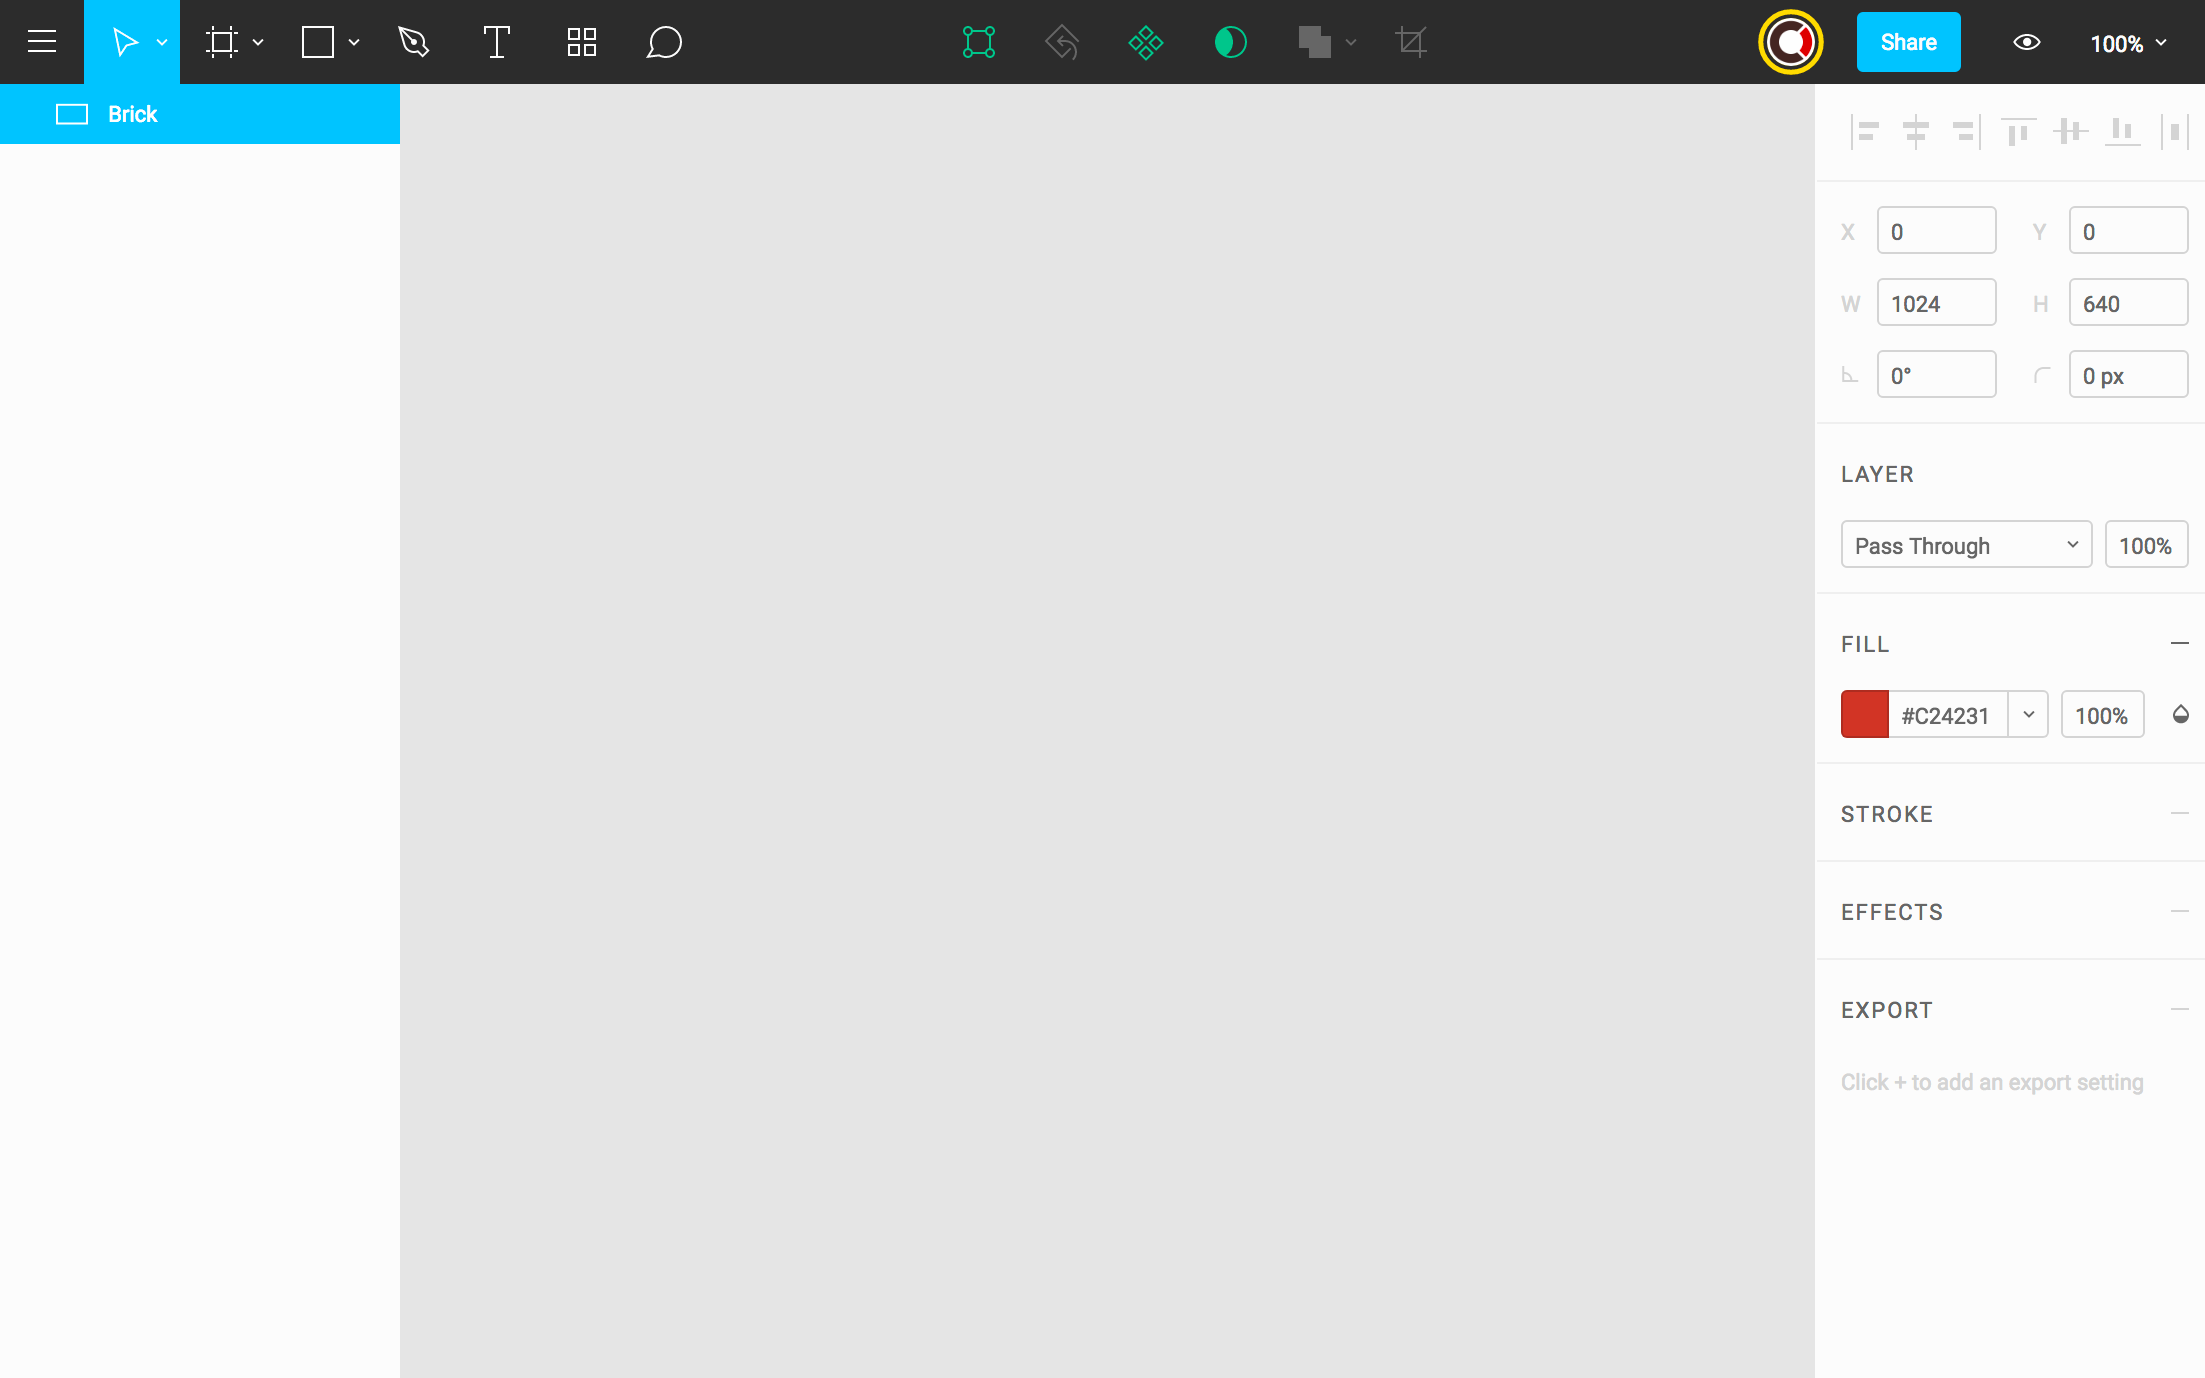 Share
100%
Brick
X 0 Y 0
W 1024 H 640
0° 0 px
LAYER
Pass Through 100%
FILL
#C24231 100%
STROKE
EFFECTS
EXPORT
Click + to add an export setting